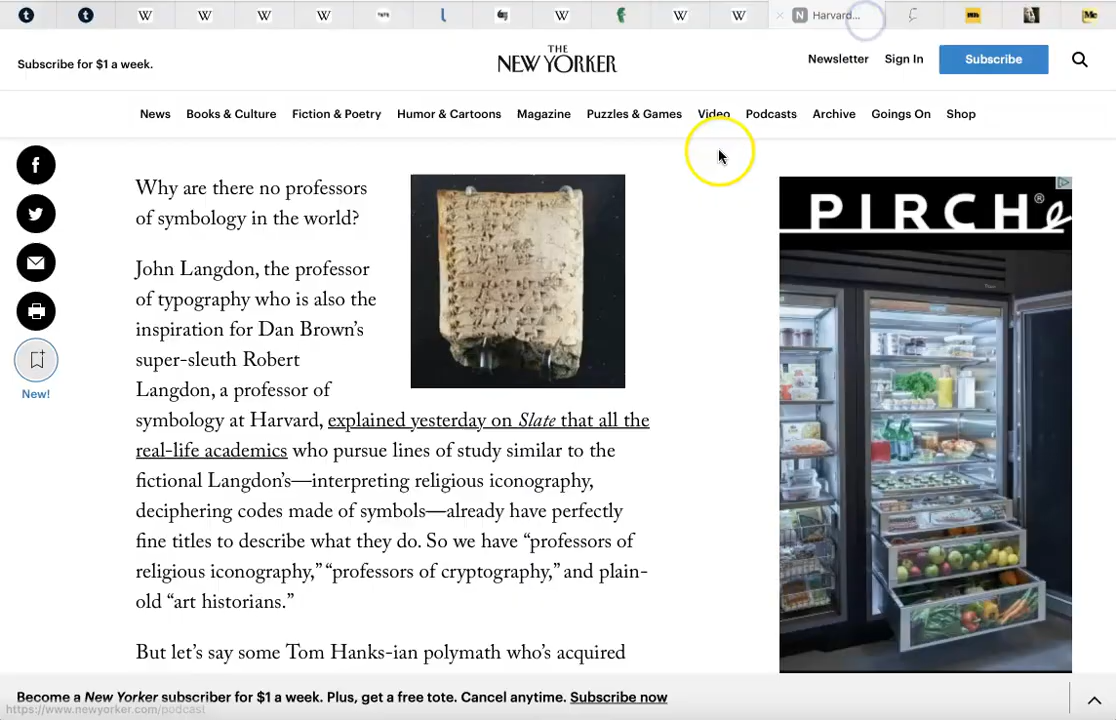 Harvard...
Subscribe for $1 a week.
THE
NEW YORKER
Newsletter
Sign In
Subscribe
News
Books & Culture
Fiction & Poetry
Humor & Cartoons
Magazine
Puzzles & Games
Video
Podcasts
Archive
Goings On
Shop
Why are there no professors
of symbology in the world?
John Langdon, the professor
of typography who is also the
inspiration for Dan Brown's
super-sleuth Robert
Langdon, a professor of
symbology at Harvard, explained yesterday on Slate that all the
real-life academics who pursue lines of study similar to the
fictional Langdon's—interpreting religious iconography,
deciphering codes made of symbols—already have perfectly
fine titles to describe what they do. So we have “professors of
religious iconography,” “professors of cryptography,” and plain-
old “art historians.”
But let's say some Tom Hanks-ian polymath who's acquired
New!
PIRCH®
Become a New Yorker subscriber for $1 a week. Plus, get a free tote. Cancel anytime. Subscribe now
https://www.newyorker.com/podcast